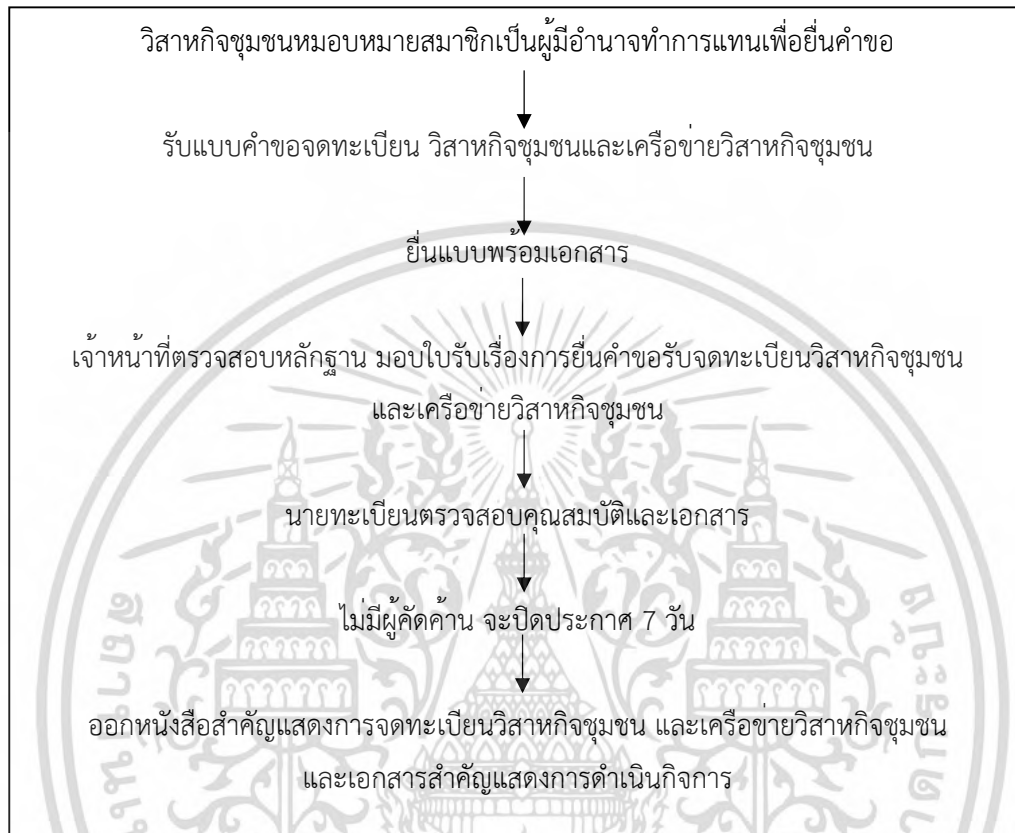 วิสาหกิจชุมชนหมอบหมายสมาชิกเป็นผู้มีอำนาจทำการแทนเพื่อยื่นคำขอ
รับแบบคำขอจดทะเบียน วิสาหกิจชุมชนและเครือข่ายวิสาหกิจชุมชน
ยื่นแบบพร้อมเอกสาร
เจ้าหน้าที่ตรวจสอบหลักฐาน มอบใบรับเรื่องการยื่นคำขอรับจดทะเบียนวิสาหกิจชุมชน
และเครือข่ายวิสาหกิจชุมชน
นายทะเบียนตรวจสอบคุณสมบัติและเอกสาร
ไม่มีผู้คัดค้าน จะปิดประกาศ 7 วัน
ออกหนังสือสำคัญแสดงการจดทะเบียนวิสาหกิจชุมชน และเครือข่ายวิสาหกิจชุมชน
และเอกสารสำคัญแสดงการดำเนินกิจการ